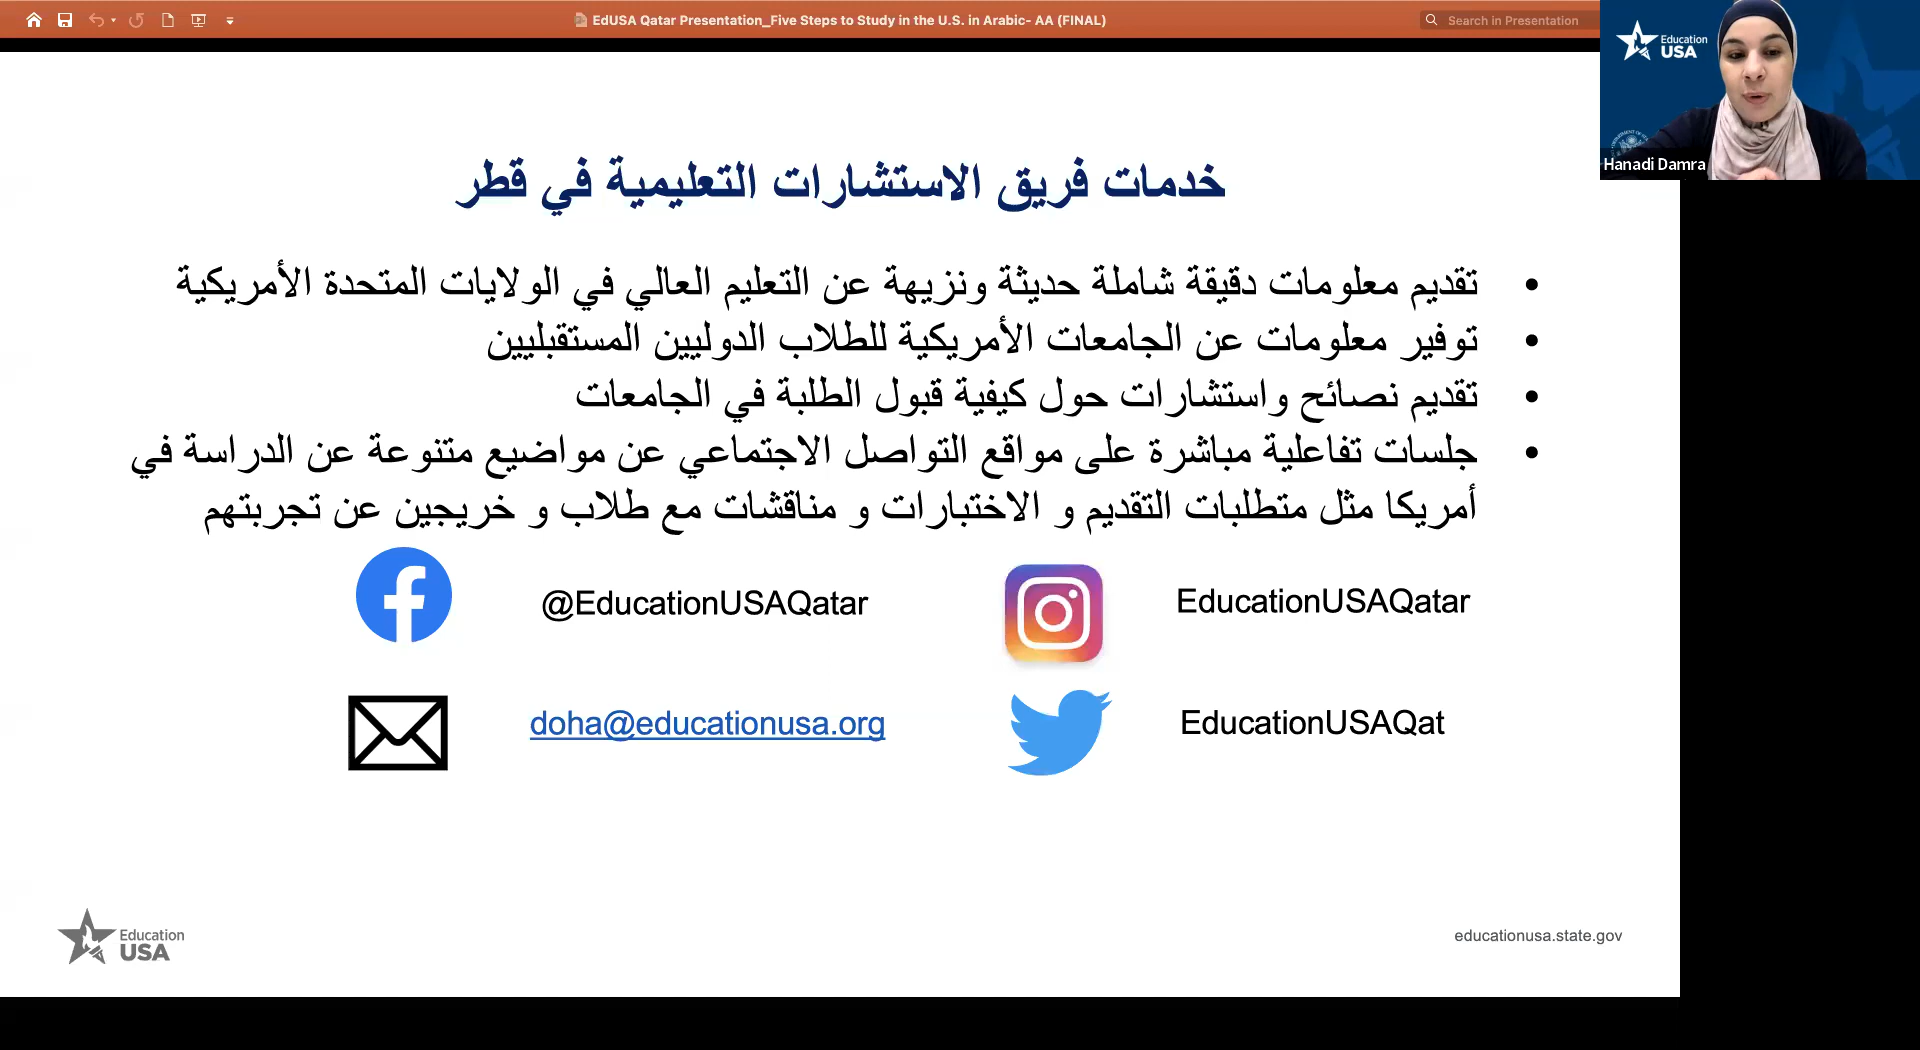 EdUSA Qatar Presentation_Five Steps to Study in the U.S. in Arabic- AA (FINAL)
Search in Presentation
Education
USA
Hanadi Damra
خدمات فريق الاستشارات التعليمية في قطر
• تقديم معلومات دقيقة شاملة حديثة ونزيهة عن التعليم العالي في الولايات المتحدة الأمريكية
• توفير معلومات عن الجامعات الأمريكية للطلاب الدوليين المستقبليين
• تقديم نصائح واستشارات حول كيفية قبول الطلبة في الجامعات
• جلسات تفاعلية مباشرة على مواقع التواصل الاجتماعي عن مواضيع متنوعة عن الدراسة في
أمريكا مثل متطلبات التقديم و الاختبارات و مناقشات مع طلاب و خريجين عن تجربتهم
@EducationUSAQatar
EducationUSAQatar
doha@educationusa.org
EducationUSAQat
Education
USA
educationusa.state.gov